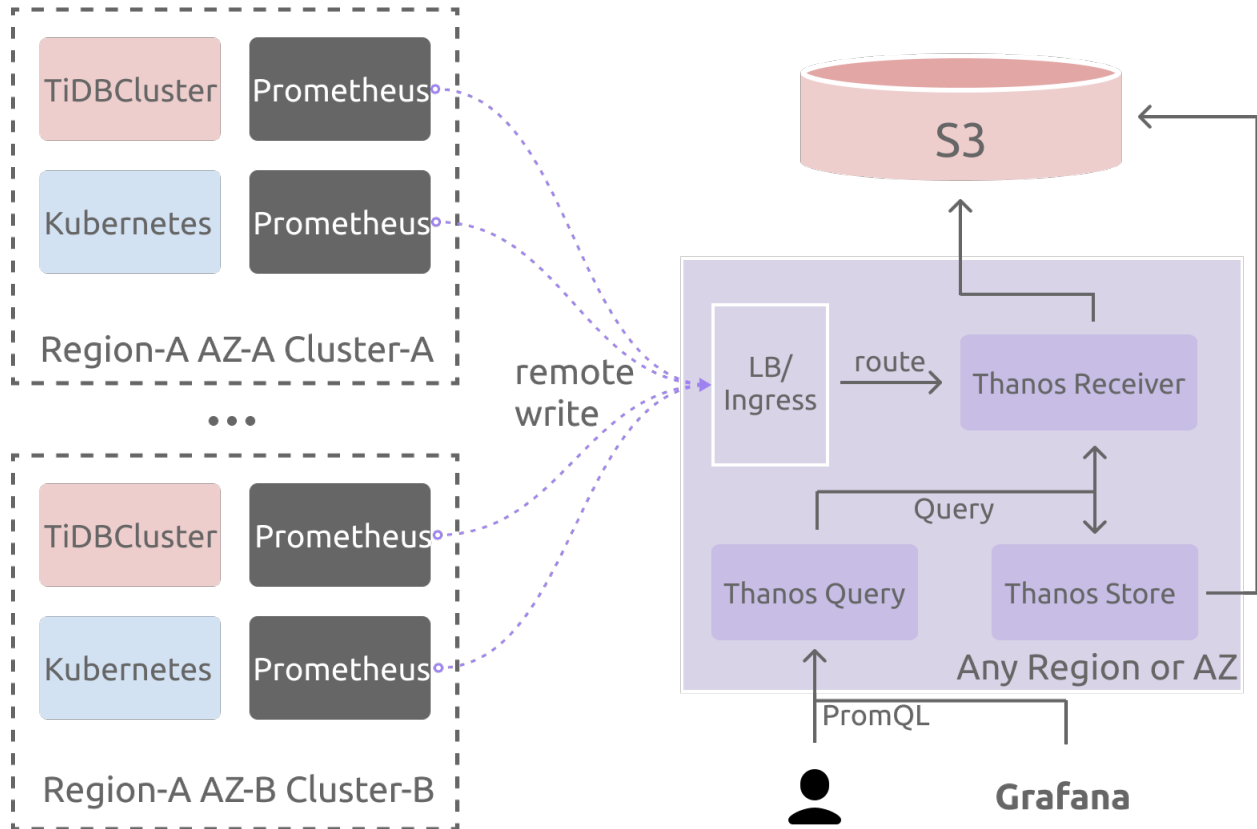 TiDBCluster
Prometheus
Kubernetes
Prometheus
Region-A AZ-A Cluster-A
...
TiDBCluster
Prometheus
Kubernetes
Prometheus
Region-A AZ-B Cluster-B
remote
write
S3
LB/
Ingress
route
Thanos Receiver
Query
Thanos Query
Thanos Store
Any Region or AZ
PromQL
Grafana